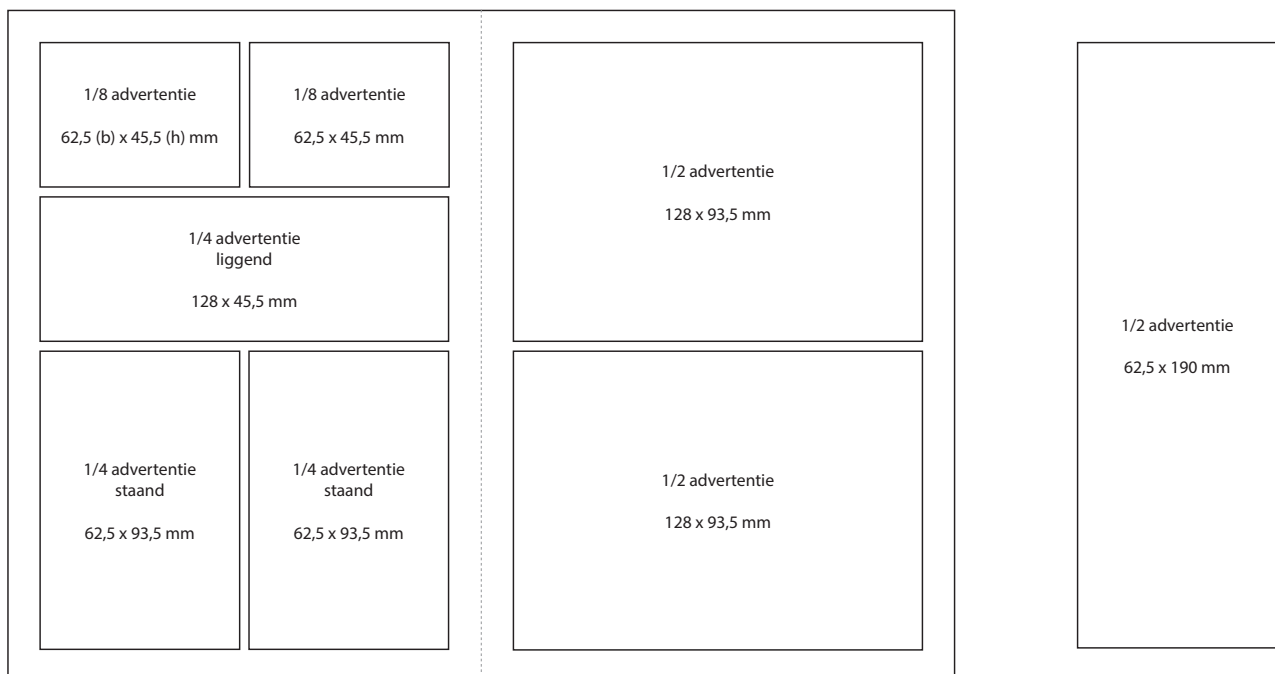 1/8 advertentie
62,5 (b) x 45,5 (h) mm
1/8 advertentie
62,5 x 45,5 mm
1/4 advertentie
liggend
128 x 45,5 mm
1/4 advertentie
staand
62,5 x 93,5 mm
1/4 advertentie
staand
62,5 x 93,5 mm
1/2 advertentie
128 x 93,5 mm
1/2 advertentie
128 x 93,5 mm
1/2 advertentie
62,5 x 190 mm